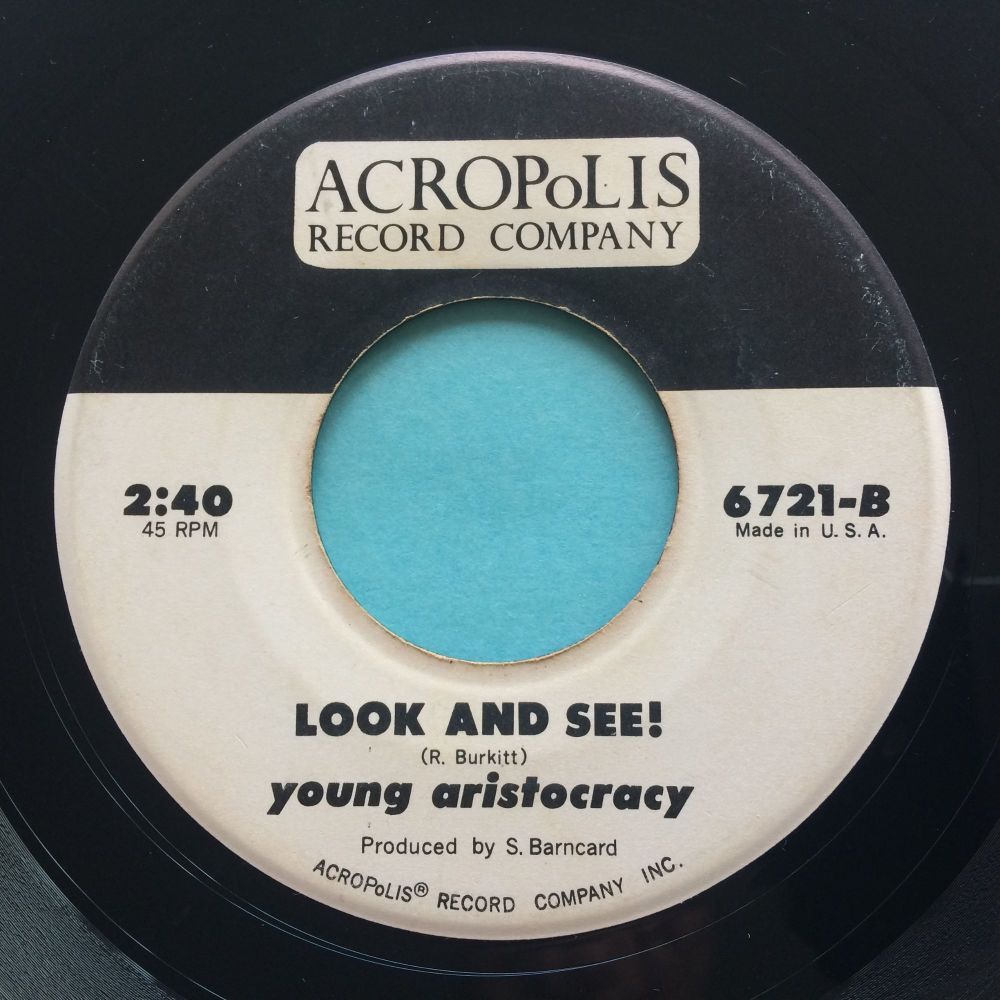 ACROPoLIS
RECORD COMPANY
2:40
45 RPM
6721-B
Made in U.S.A.
LOOK AND SEE!
(R. Burkitt)
young aristocracy
Produced by S. Barncard
ACROPoLIS® RECORD COMPANY INC.